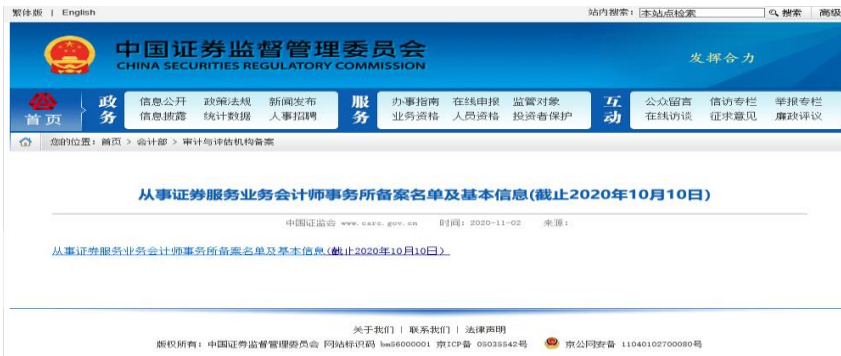 繁体版 | English 站内搜索： 本站点检索 搜索 高级
中国证券监督管理委员会
CHINA SECURITIES REGULATORY COMMISSION
发挥合力
首页
政务 信息公开 政策法规 新闻发布 服务 办事指南 在线申报 监管对象 互动 公众留言 信访专栏 举报专栏
信息披露 统计数据 人事招聘 业务资格 人员资格 投资者保护 在线访谈 征求意见 廉政评议
您的位置：首页 > 会计部 > 审计与评估机构备案
从事证券服务业务会计师事务所备案名单及基本信息(截止2020年10月10日)
中国证监会 www.csrc.gov.cn 时间：2020-11-02 来源：
从事证券服务业务会计师事务所备案名单及基本信息(截止2020年10月10日)
关于我们 | 联系我们 | 法律声明
版权所有：中国证券监督管理委员会 网站标识码 bm56000001 京ICP备 05035542号 京公网安备 11040102700080号